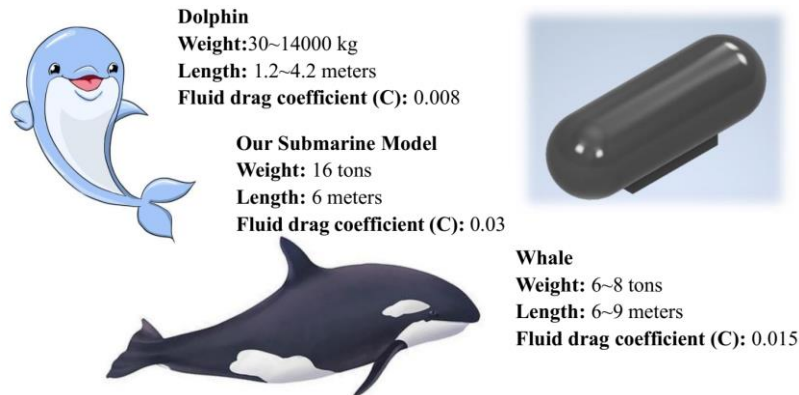 Dolphin
Weight:30~14000 kg
Length: 1.2~4.2 meters
Fluid drag coefficient (C): 0.008
Our Submarine Model
Weight: 16 tons
Length: 6 meters
Fluid drag coefficient (C): 0.03
Whale
Weight: 6~8 tons
Length: 6~9 meters
Fluid drag coefficient (C): 0.015